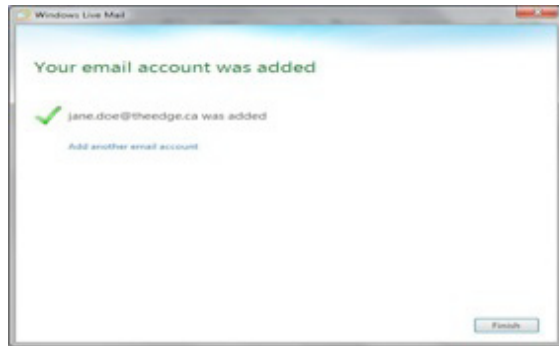 Windows Live Mail
Your email account was added
jane.doe@theedge.ca was added
Add another email account
Finish